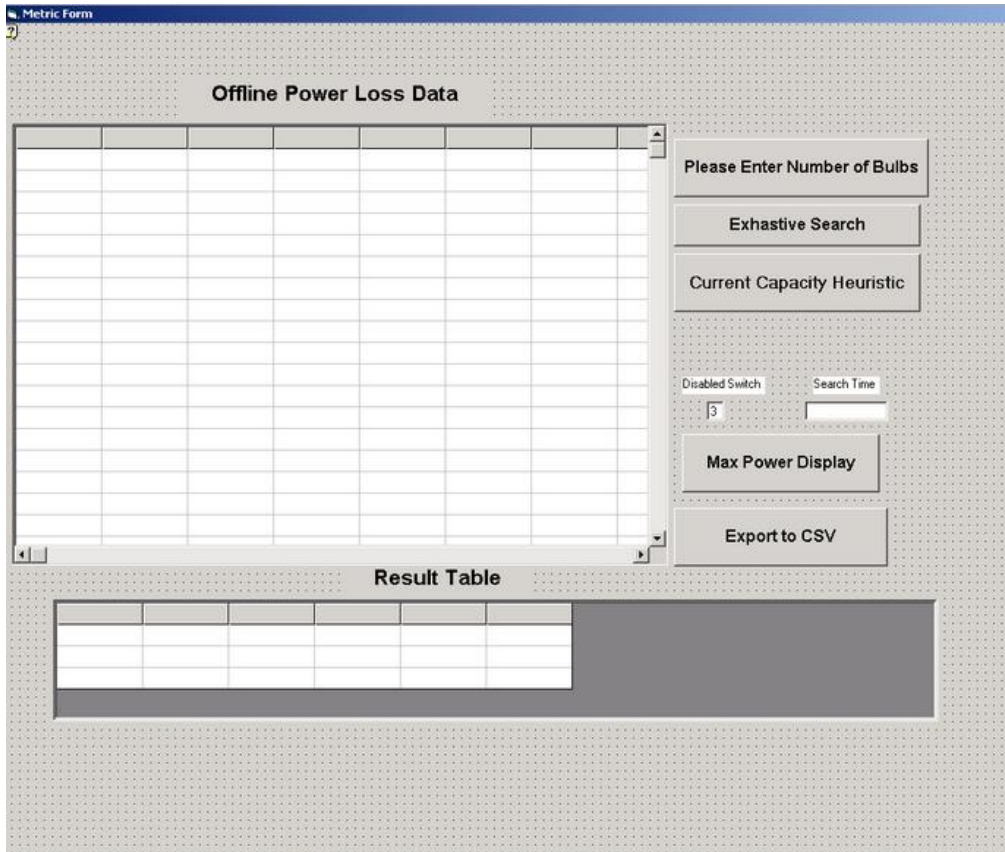 Metric Form
?
Offline Power Loss Data
Please Enter Number of Bulbs
Exhastive Search
Current Capacity Heuristic
Disabled Switch Search Time
3
Max Power Display
Export to CSV
Result Table